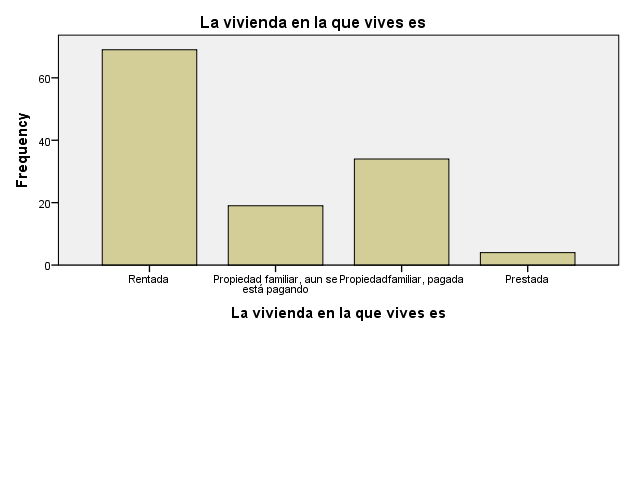 La vivienda en la que vives es
Frequency
60
40
20
0
Rentada
Propiedad familiar, aun se
está pagando
Propiedadfamiliar, pagada
Prestada
La vivienda en la que vives es